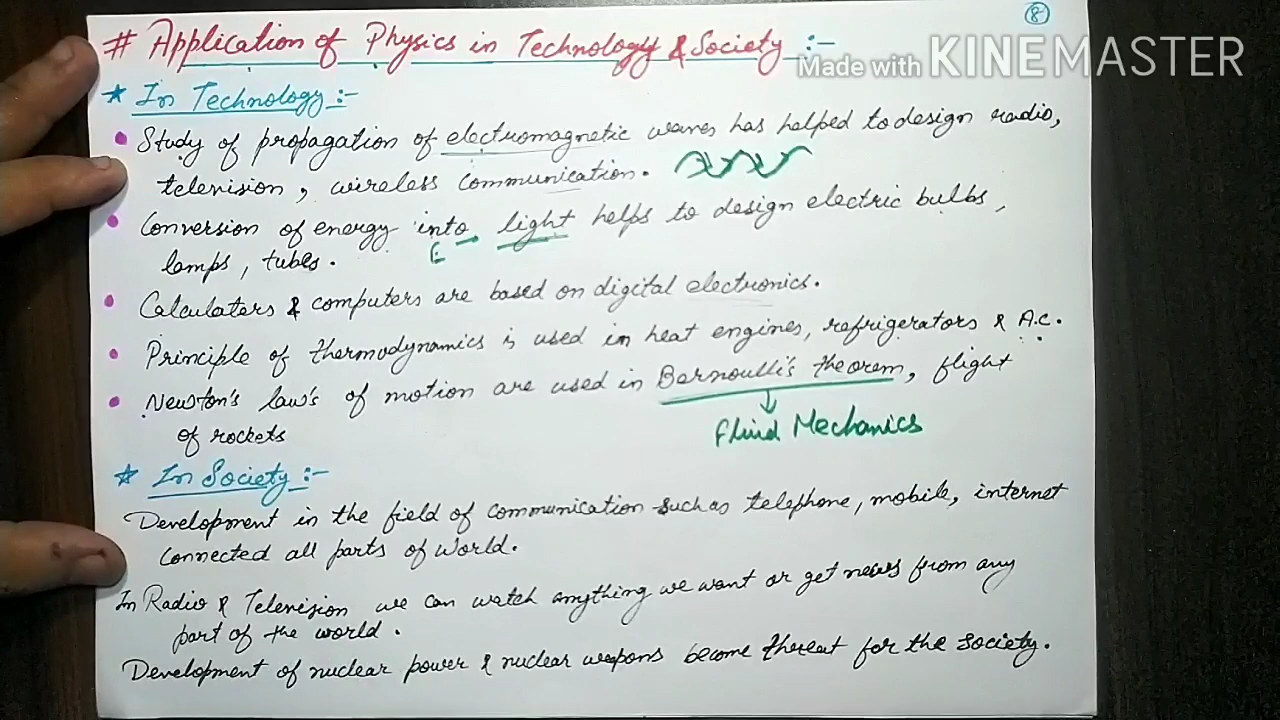 8
# Application of Physics in Technology & Society :-
Made with KINEMASTER
* In Technology :-
• Study of propagation of electromagnetic waves has helped to design radio,
television, wireless communication.
• Conversion of energy into light helps to design electric bulbs,
E →
lamps, tubes.
• Calculaters & computers are based on digital electronics.
• Principle of thermodynamics is used in heat engines, refrigerators & A.C.
• Newton's law's of motion are used in Bernoulli's theorem, flight
of rockets
↓
Fluid Mechanics
* In Society :-
Development in the field of communication such as telephone, mobile, internet
connected all parts of world.
In Radio & Television we can watch anything we want or get news from any
part of the world.
Development of nuclear power & nuclear weapons become threat for the society.